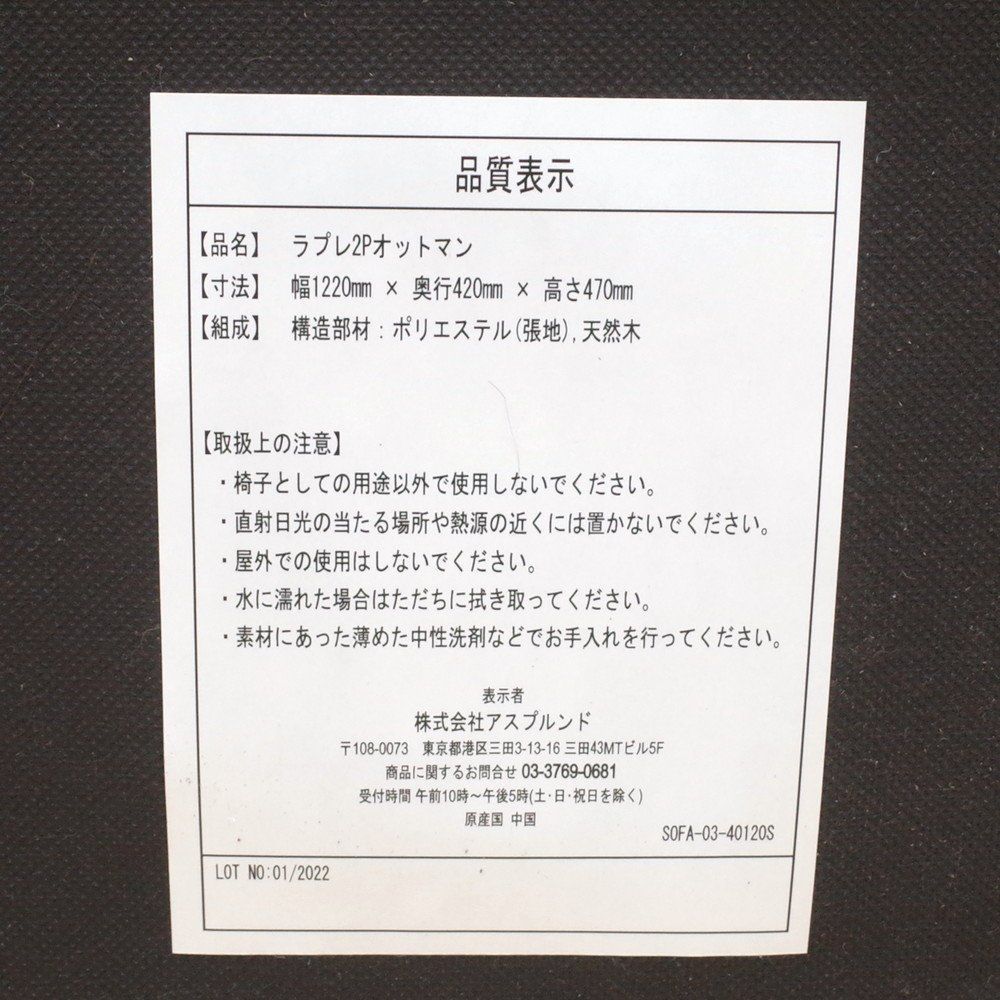 品質表示
【品名】 ラプレ2Pオットマン
【寸法】 幅1220mm × 奥行420mm × 高さ470mm
【組成】 構造部材:ポリエステル(張地),天然木
【取扱上の注意】
・椅子としての用途以外で使用しないでください。
・直射日光の当たる場所や熱源の近くには置かないでください。
・屋外での使用はしないでください。
・水に濡れた場合はただちに拭き取ってください。
・素材にあった薄めた中性洗剤などでお手入れを行ってください。
表示者
株式会社アスプルンド
〒108-0073 東京都港区三田3-13-16 三田43MTビル5F
商品に関するお問合せ 03-3769-0681
受付時間 午前10時～午後5時(土・日・祝日を除く)
原産国 中国
SOFA-03-40120S
LOT NO:01/2022